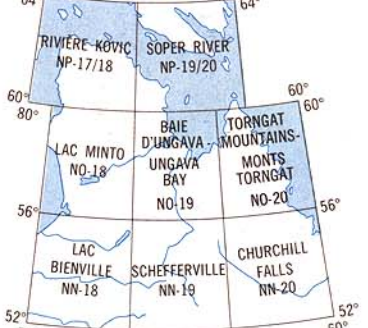 64°
64°
RIVIÈRE KOVIC
NP-17/18
SOPER RIVER
NP-19/20
60°
80°
60°
60°
LAC MINTO
NO-18
BAIE
D'UNGAVA-
UNGAVA
BAY
NO-19
TORNGAT
MOUNTAINS-
MONTS
TORNGAT
NO-20
56°
56°
LAC
BIENVILLE
NN-18
SCHEFFERVILLE
NN-19
CHURCHILL
FALLS
NN-20
52°
52°
60°